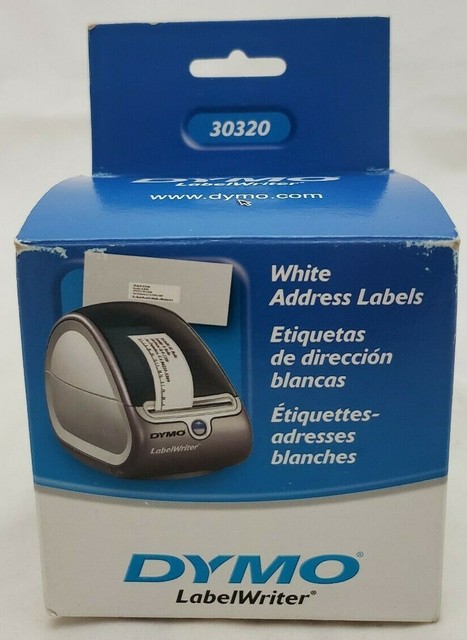 30320
DYMO
LabelWriter
www.dymo.com
White
Address Labels
Etiquetas
de dirección
blancas
Étiquettes-
adresses
blanches
DYMO
LabelWriter
DYMO®
LabelWriter®